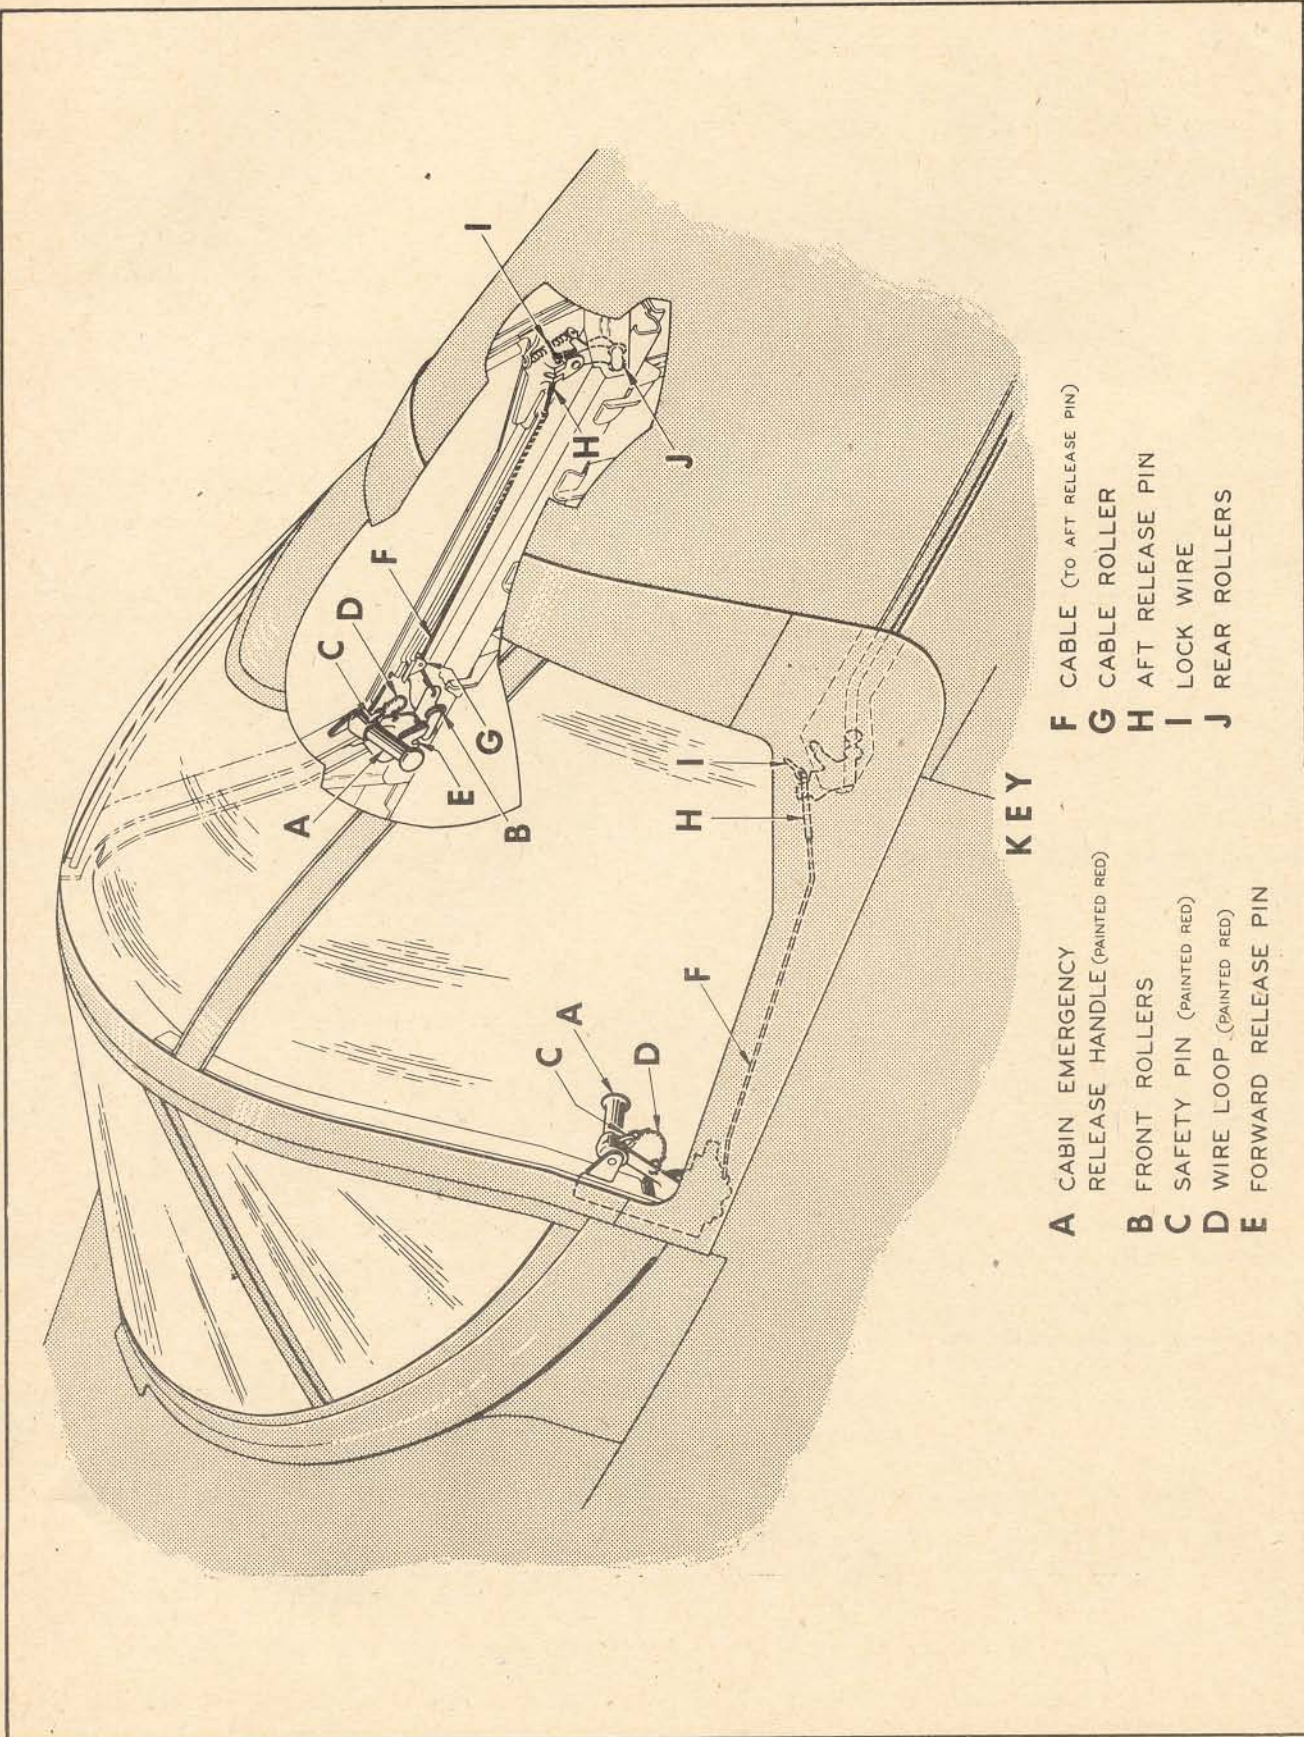 I
C
D
F
H
J
A
E
G
B
I
H
F
C
A
D
KEY
A CABIN EMERGENCY
RELEASE HANDLE (PAINTED RED)
B FRONT ROLLERS
C SAFETY PIN (PAINTED RED)
D WIRE LOOP (PAINTED RED)
E FORWARD RELEASE PIN
F CABLE (TO AFT RELEASE PIN)
G CABLE ROLLER
H AFT RELEASE PIN
I LOCK WIRE
J REAR ROLLERS